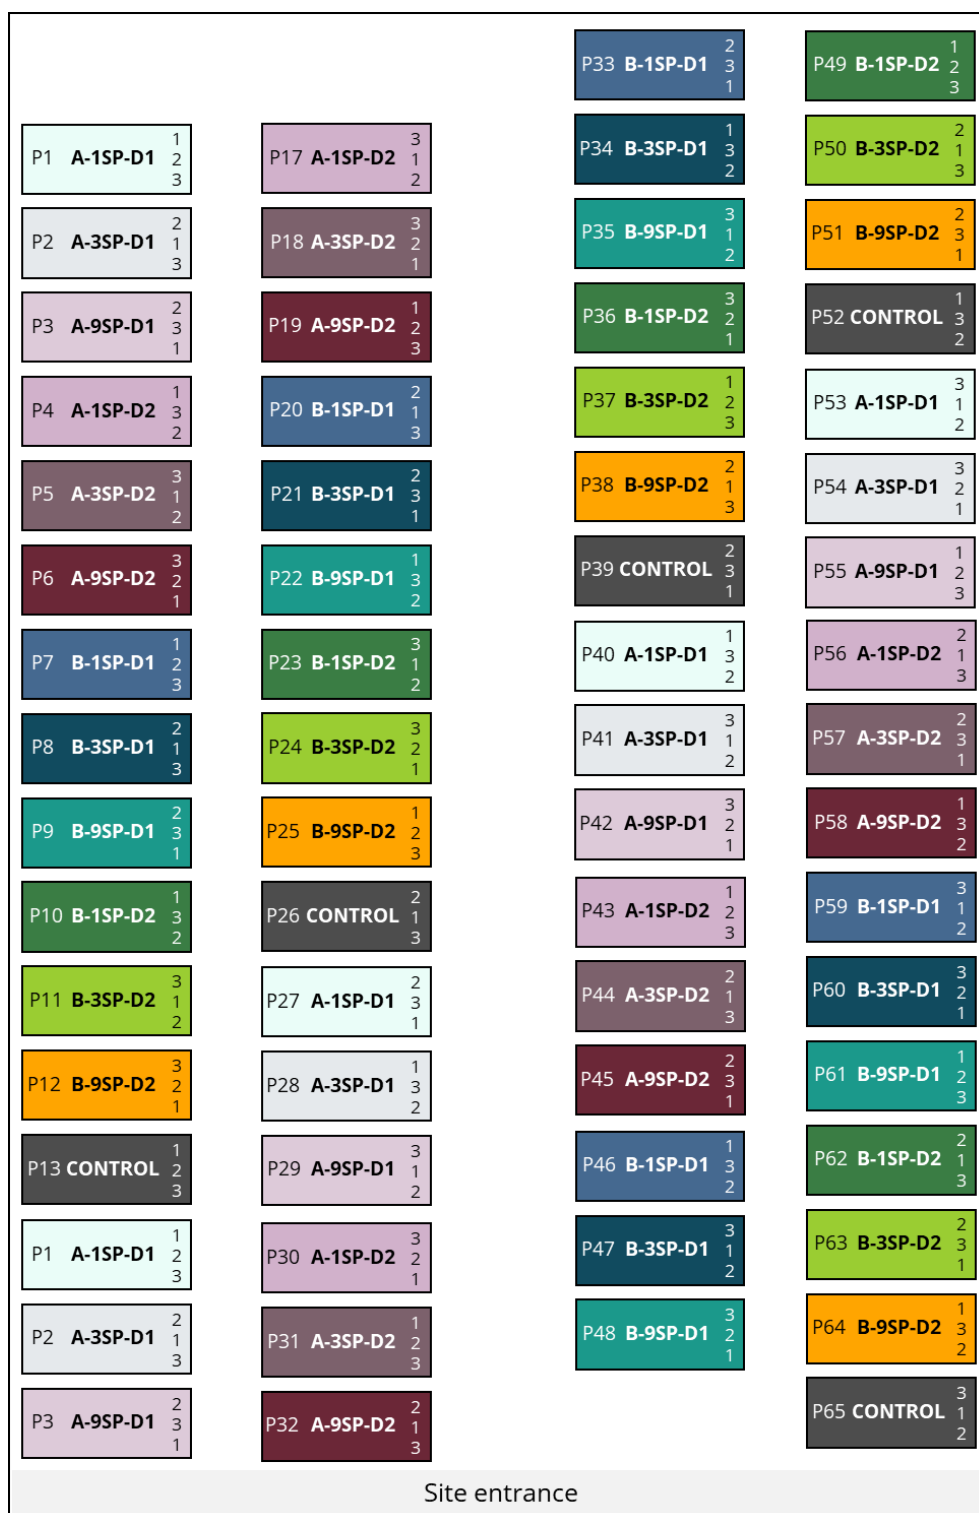 P1 A-1SP-D1 1 2 3
P2 A-3SP-D1 2 1 3
P3 A-9SP-D1 2 3 1
P4 A-1SP-D2 1 3 2
P5 A-3SP-D2 3 1 2
P6 A-9SP-D2 3 2 1
P7 B-1SP-D1 1 2 3
P8 B-3SP-D1 2 1 3
P9 B-9SP-D1 2 3 1
P10 B-1SP-D2 1 3 2
P11 B-3SP-D2 3 1 2
P12 B-9SP-D2 3 2 1
P13 CONTROL 1 2 3
P1 A-1SP-D1 1 2 3
P2 A-3SP-D1 2 1 3
P3 A-9SP-D1 2 3 1
P17 A-1SP-D2 3 1 2
P18 A-3SP-D2 3 2 1
P19 A-9SP-D2 1 2 3
P20 B-1SP-D1 2 1 3
P21 B-3SP-D1 2 3 1
P22 B-9SP-D1 1 3 2
P23 B-1SP-D2 3 1 2
P24 B-3SP-D2 3 2 1
P25 B-9SP-D2 1 2 3
P26 CONTROL 2 1 3
P27 A-1SP-D1 2 3 1
P28 A-3SP-D1 1 3 2
P29 A-9SP-D1 3 1 2
P30 A-1SP-D2 3 2 1
P31 A-3SP-D2 1 2 3
P32 A-9SP-D2 2 1 3
P33 B-1SP-D1 2 3 1
P34 B-3SP-D1 1 3 2
P35 B-9SP-D1 3 1 2
P36 B-1SP-D2 3 2 1
P37 B-3SP-D2 1 2 3
P38 B-9SP-D2 2 1 3
P39 CONTROL 2 3 1
P40 A-1SP-D1 1 3 2
P41 A-3SP-D1 3 1 2
P42 A-9SP-D1 3 2 1
P43 A-1SP-D2 1 2 3
P44 A-3SP-D2 2 1 3
P45 A-9SP-D2 2 3 1
P46 B-1SP-D1 1 3 2
P47 B-3SP-D1 3 1 2
P48 B-9SP-D1 3 2 1
P49 B-1SP-D2 1 2 3
P50 B-3SP-D2 2 1 3
P51 B-9SP-D2 2 3 1
P52 CONTROL 1 3 2
P53 A-1SP-D1 3 1 2
P54 A-3SP-D1 3 2 1
P55 A-9SP-D1 1 2 3
P56 A-1SP-D2 2 1 3
P57 A-3SP-D2 2 3 1
P58 A-9SP-D2 1 3 2
P59 B-1SP-D1 3 1 2
P60 B-3SP-D1 3 2 1
P61 B-9SP-D1 1 2 3
P62 B-1SP-D2 2 1 3
P63 B-3SP-D2 2 3 1
P64 B-9SP-D2 1 3 2
P65 CONTROL 3 1 2
Site entrance